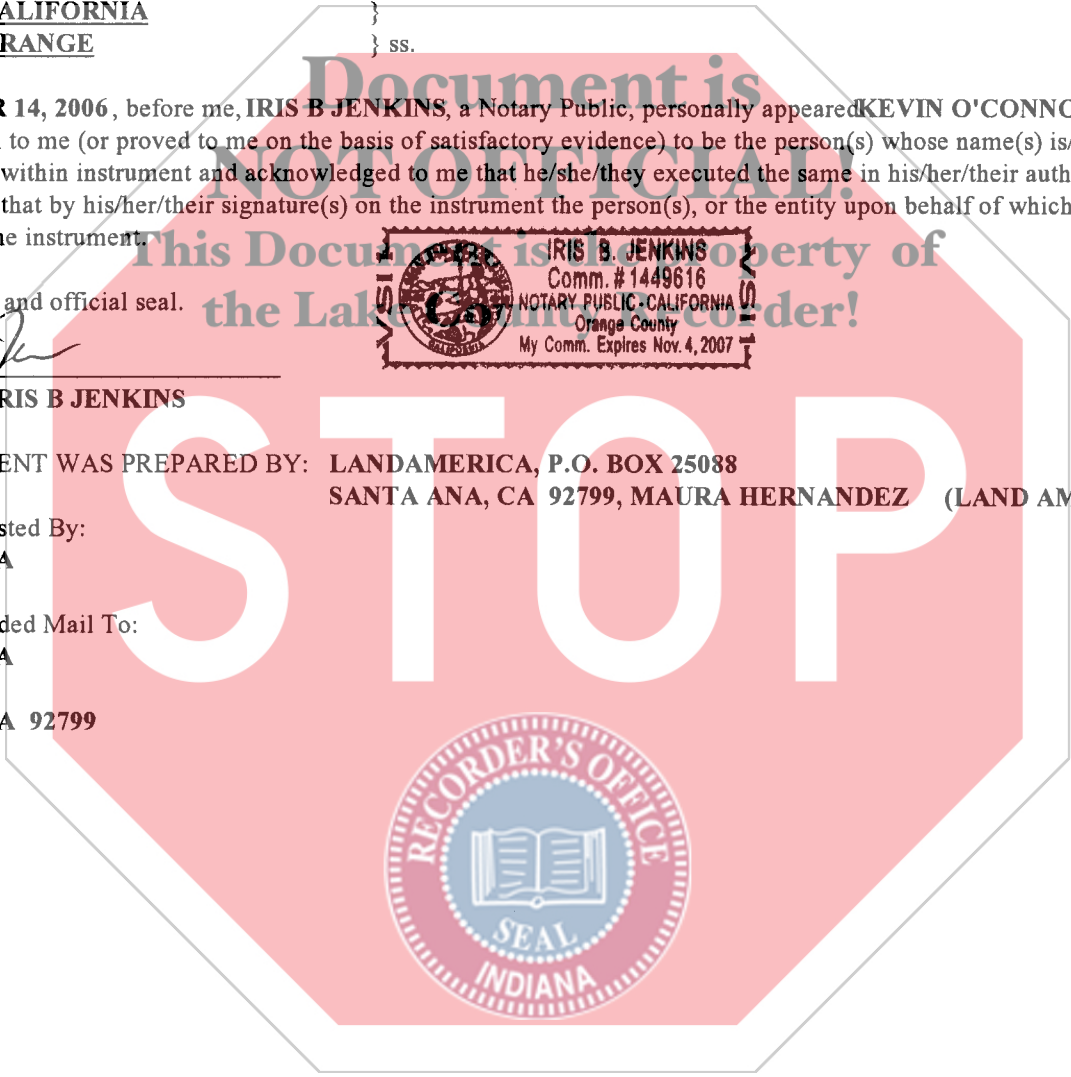 ALIFORNIA }
RANGE } ss.
Document is
R 14, 2006, before me, IRIS B JENKINS, a Notary Public, personally appearedKEVIN O'CONNO
to me (or proved to me on the basis of satisfactory evidence) to be the person(s) whose name(s) is/
NOT OFFICIAL!
within instrument and acknowledged to me that he/she/they executed the same in his/her/their auth
that by his/her/their signature(s) on the instrument the person(s), or the entity upon behalf of which
e instrument.
This Document is the Property of
the Lake County Recorder!
IRIS B. JENKINS
Comm. # 1449616
NOTARY PUBLIC - CALIFORNIA
Orange County
My Comm. Expires Nov. 4, 2007
VSI1
VSI1
and official seal.
RIS B JENKINS
STOP
ENT WAS PREPARED BY: LANDAMERICA, P.O. BOX 25088
SANTA ANA, CA 92799, MAURA HERNANDEZ (LAND AM
sted By:
A
ded Mail To:
A
A 92799
RECORDER'S OFFICE
SEAL
INDIANA